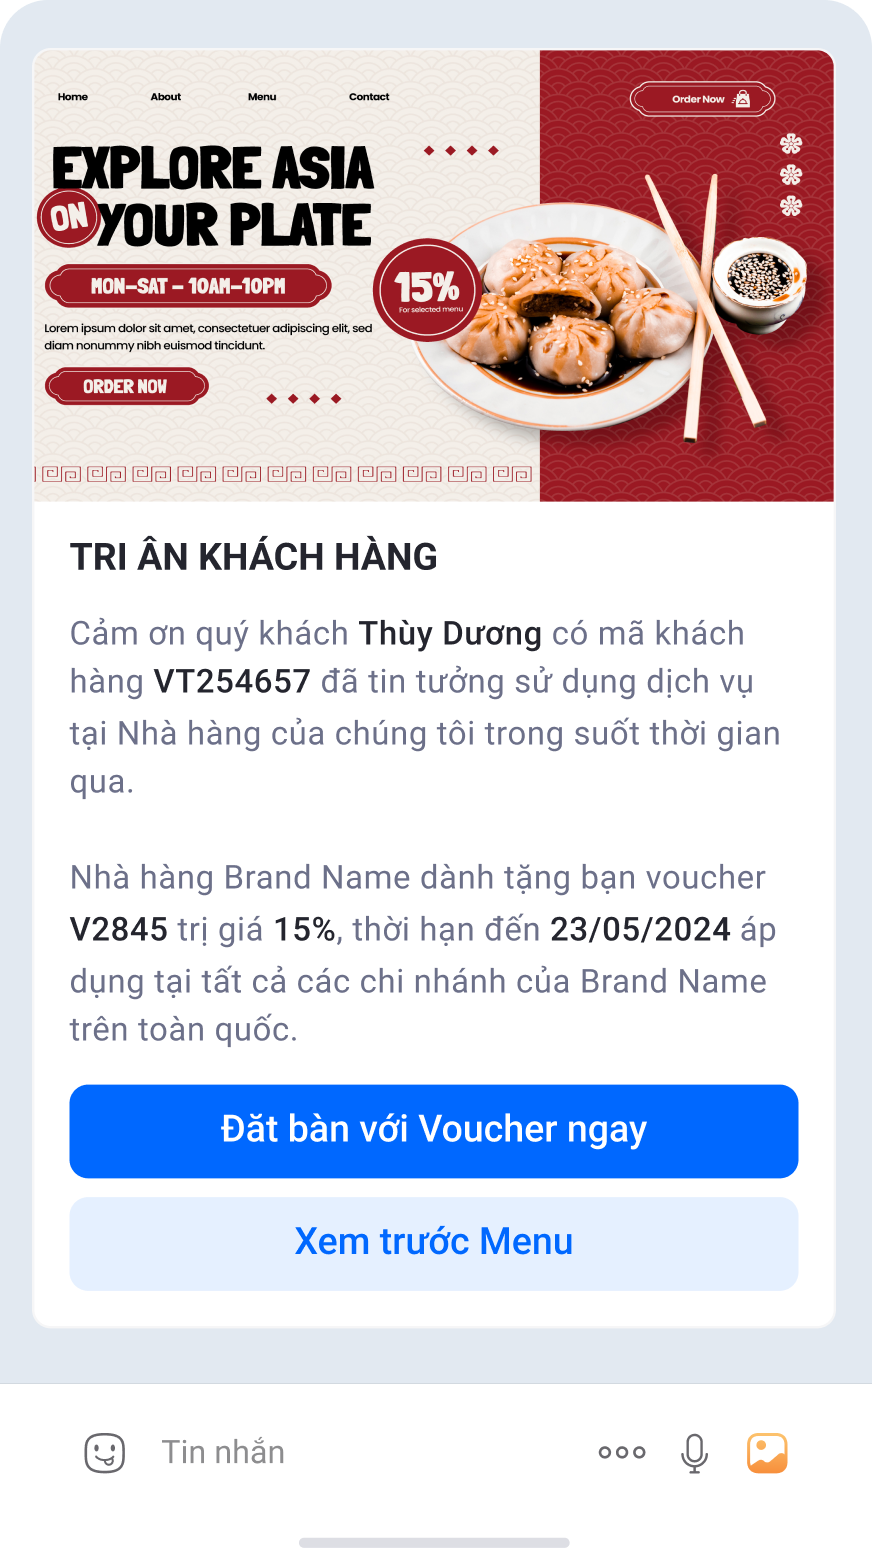 Home About Menu Contact
Order Now
EXPLORE ASIA
ON YOUR PLATE
MON-SAT - 10AM-10PM
15%
For selected menu
Lorem ipsum dolor sit amet, consectetuer adipiscing elit, sed
diam nonummy nibh euismod tincidunt.
ORDER NOW
TRI ÂN KHÁCH HÀNG
Cảm ơn quý khách Thùy Dương có mã khách
hàng VT254657 đã tin tưởng sử dụng dịch vụ
tại Nhà hàng của chúng tôi trong suốt thời gian
qua.
Nhà hàng Brand Name dành tặng bạn voucher
V2845 trị giá 15%, thời hạn đến 23/05/2024 áp
dụng tại tất cả các chi nhánh của Brand Name
trên toàn quốc.
Đăt bàn với Voucher ngay
Xem trước Menu
Tin nhắn